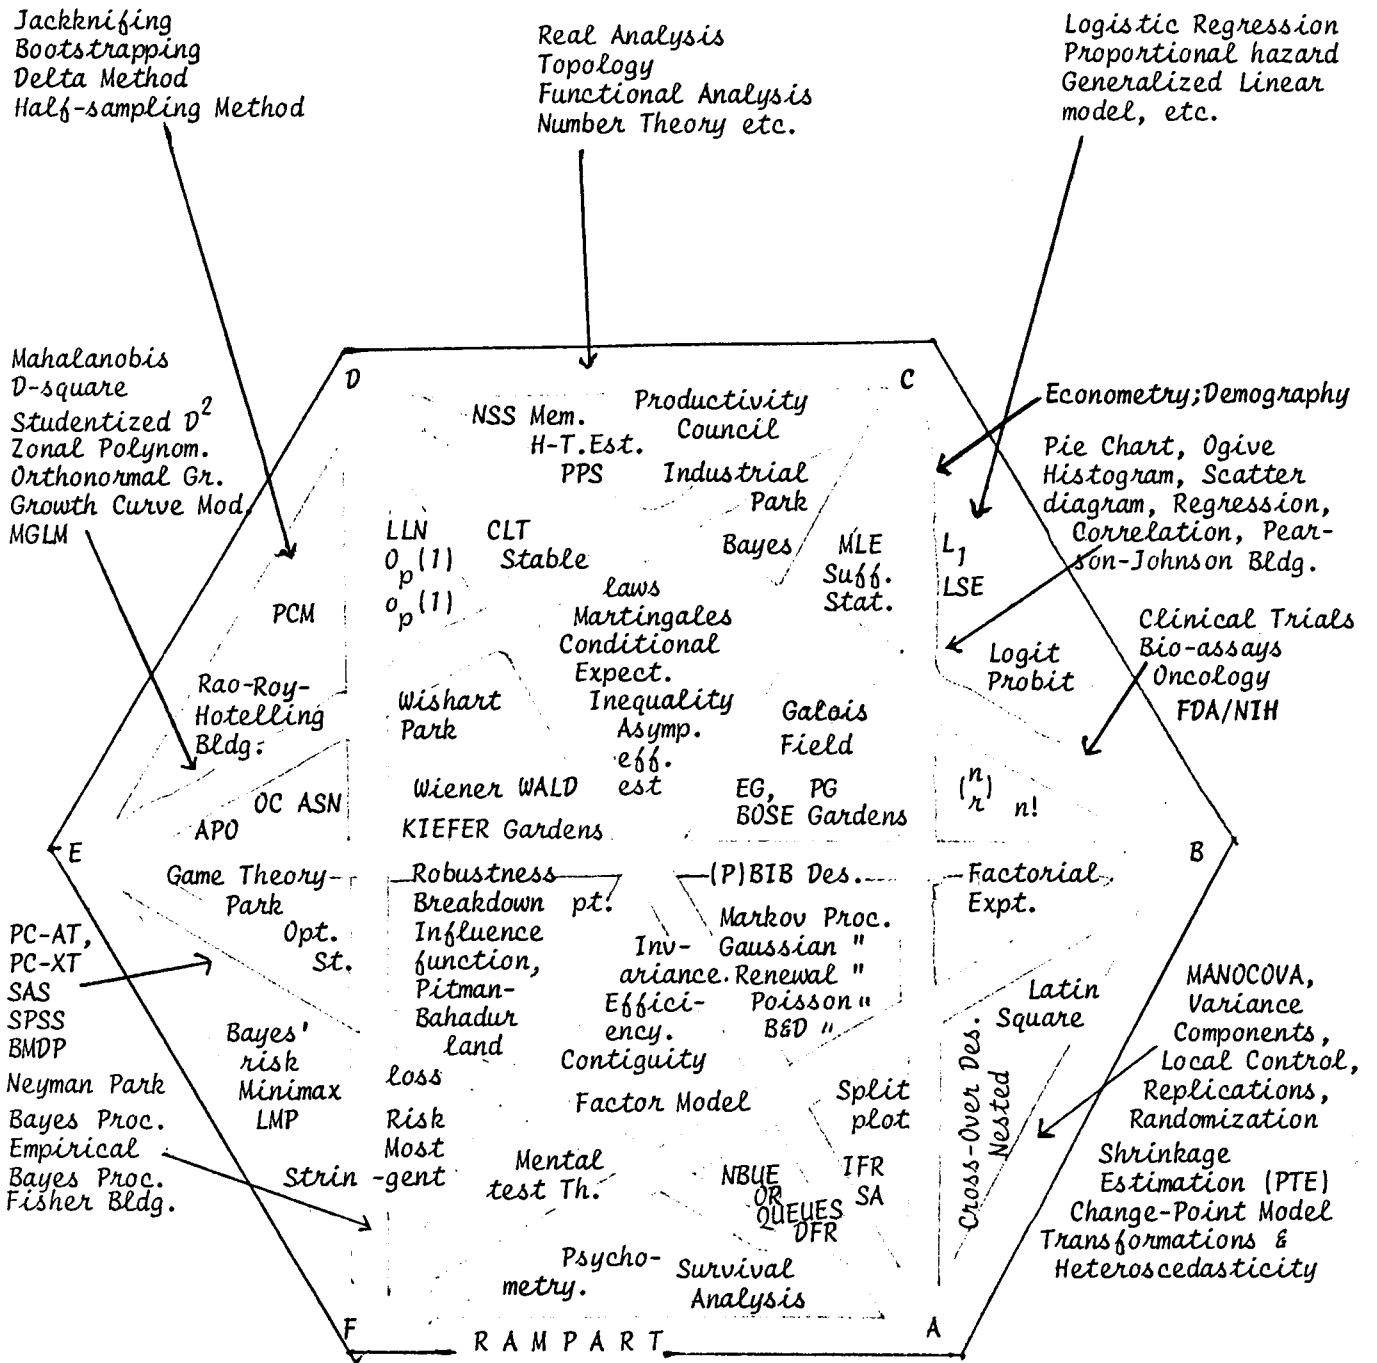 Jackknifing
Bootstrapping
Delta Method
Half-sampling Method
Real Analysis
Topology
Functional Analysis
Number Theory etc.
Logistic Regression
Proportional hazard
Generalized Linear
model, etc.
Mahalanobis
D-square
Studentized D²
Zonal Polynom.
Orthonormal Gr.
Growth Curve Mod.
MGLM
D
C
NSS Mem.
H-T.Est.
PPS
Productivity
Council
Industrial
Park
Econometry;Demography
Pie Chart, Ogive
Histogram, Scatter
diagram, Regression,
Correlation, Pear-
son-Johnson Bldg.
LLN
O_p(1)
o_p(1)
CLT
Stable
laws
Martingales
Conditional
Expect.
Inequality
Asymp.
eff.
est
Bayes
MLE
Suff.
Stat.
L₁
LSE
Logit
Probit
Clinical Trials
Bio-assays
Oncology
FDA/NIH
PCM
Rao-Roy-
Hotelling
Bldg.
Wishart
Park
Galois
Field
OC ASN
APO
Wiener WALD
KIEFER Gardens
EG, PG
BOSE Gardens
(n r) n!
E
B
Game Theory
Park
Opt.
St.
Robustness
Breakdown pt.
Influence
function,
Pitman-
Bahadur
land
(P)BIB Des.
Factorial
Expt.
Inv-
ariance.
Effici-
ency.
Contiguity
Markov Proc.
Gaussian "
Renewal "
Poisson "
B&D "
PC-AT,
PC-XT
SAS
SPSS
BMDP
Neyman Park
Bayes Proc.
Empirical
Bayes Proc.
Fisher Bldg.
Bayes'
risk
Minimax
LMP
loss
Risk
Most
Strin -gent
Factor Model
Mental
test Th.
Split
plot
Latin
Square
Cross-Over Des.
Nested
MANOCOVA,
Variance
Components,
Local Control,
Replications,
Randomization
Shrinkage
Estimation (PTE)
Change-Point Model
Transformations &
Heteroscedasticity
NBUE
OR
QUEUES
DFR
IFR
SA
Psycho-
metry.
Survival
Analysis
F
RAMPART
A